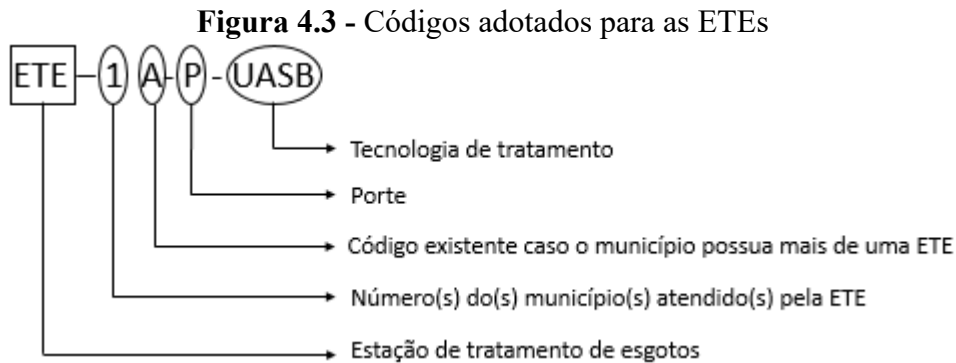 Figura 4.3 - Códigos adotados para as ETEs
ETE-1A-P-UASB
Tecnologia de tratamento
Porte
Código existente caso o município possua mais de uma ETE
Número(s) do(s) município(s) atendido(s) pela ETE
Estação de tratamento de esgotos